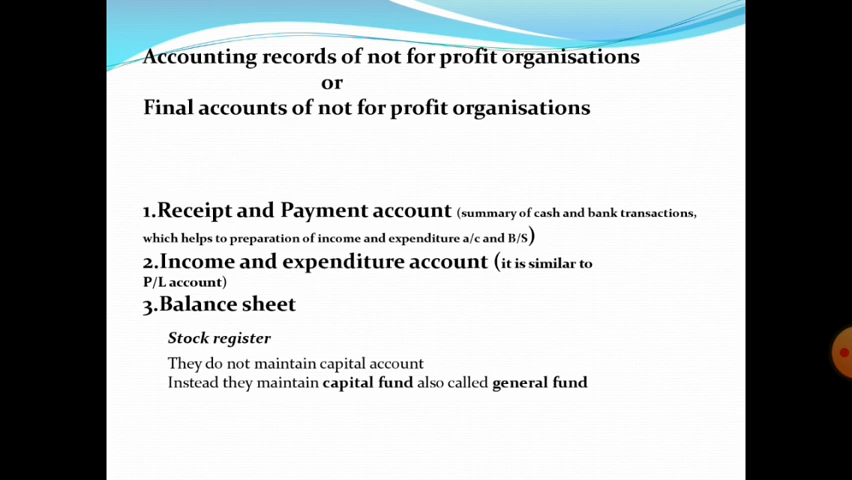 Accounting records of not for profit organisations
or
Final accounts of not for profit organisations
1.Receipt and Payment account (summary of cash and bank transactions,
which helps to preparation of income and expenditure a/c and B/S)
2.Income and expenditure account (it is similar to
P/L account)
3.Balance sheet
Stock register
They do not maintain capital account
Instead they maintain capital fund also called general fund